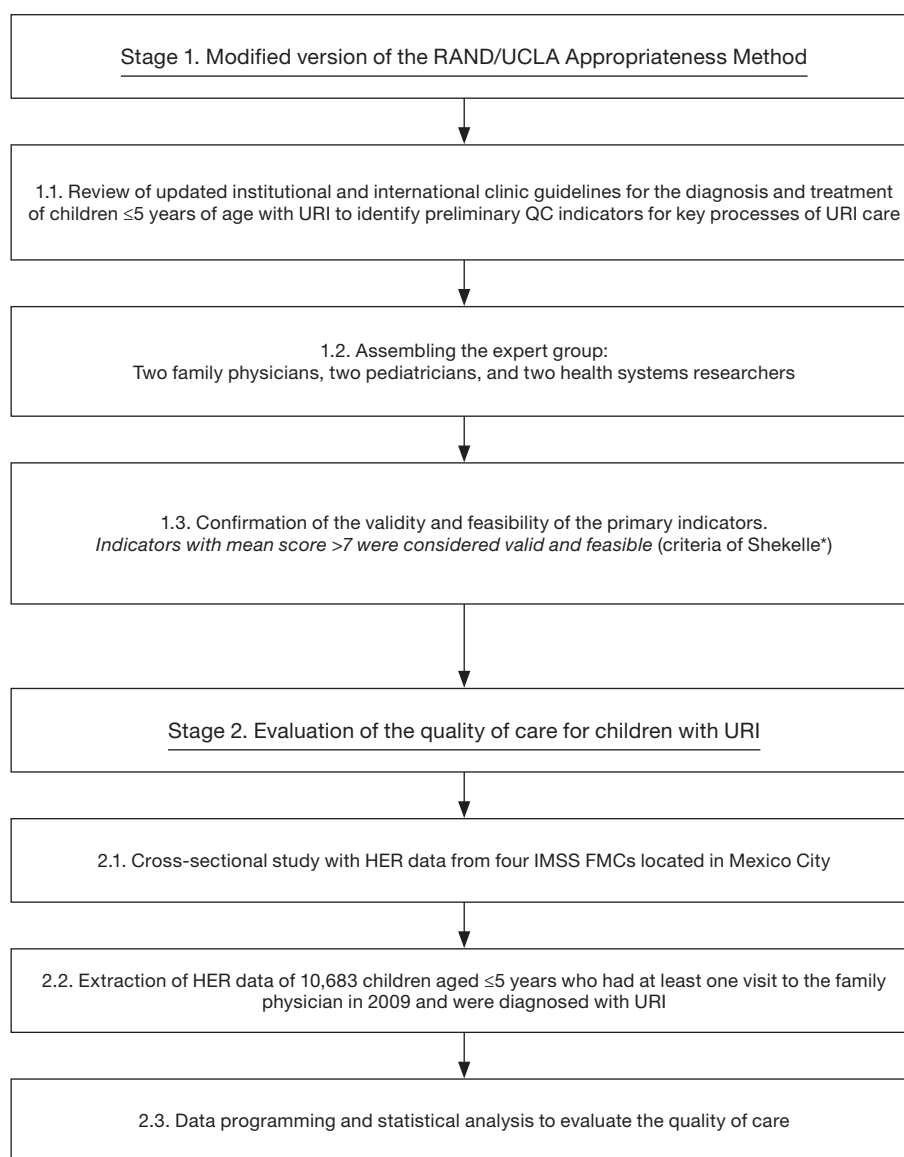 Stage 1. Modified version of the RAND/UCLA Appropriateness Method
1.1. Review of updated institutional and international clinic guidelines for the diagnosis and treatment
of children ≤5 years of age with URI to identify preliminary QC indicators for key processes of URI care
1.2. Assembling the expert group:
Two family physicians, two pediatricians, and two health systems researchers
1.3. Confirmation of the validity and feasibility of the primary indicators.
Indicators with mean score >7 were considered valid and feasible (criteria of Shekelle*)
Stage 2. Evaluation of the quality of care for children with URI
2.1. Cross-sectional study with HER data from four IMSS FMCs located in Mexico City
2.2. Extraction of HER data of 10,683 children aged ≤5 years who had at least one visit to the family
physician in 2009 and were diagnosed with URI
2.3. Data programming and statistical analysis to evaluate the quality of care